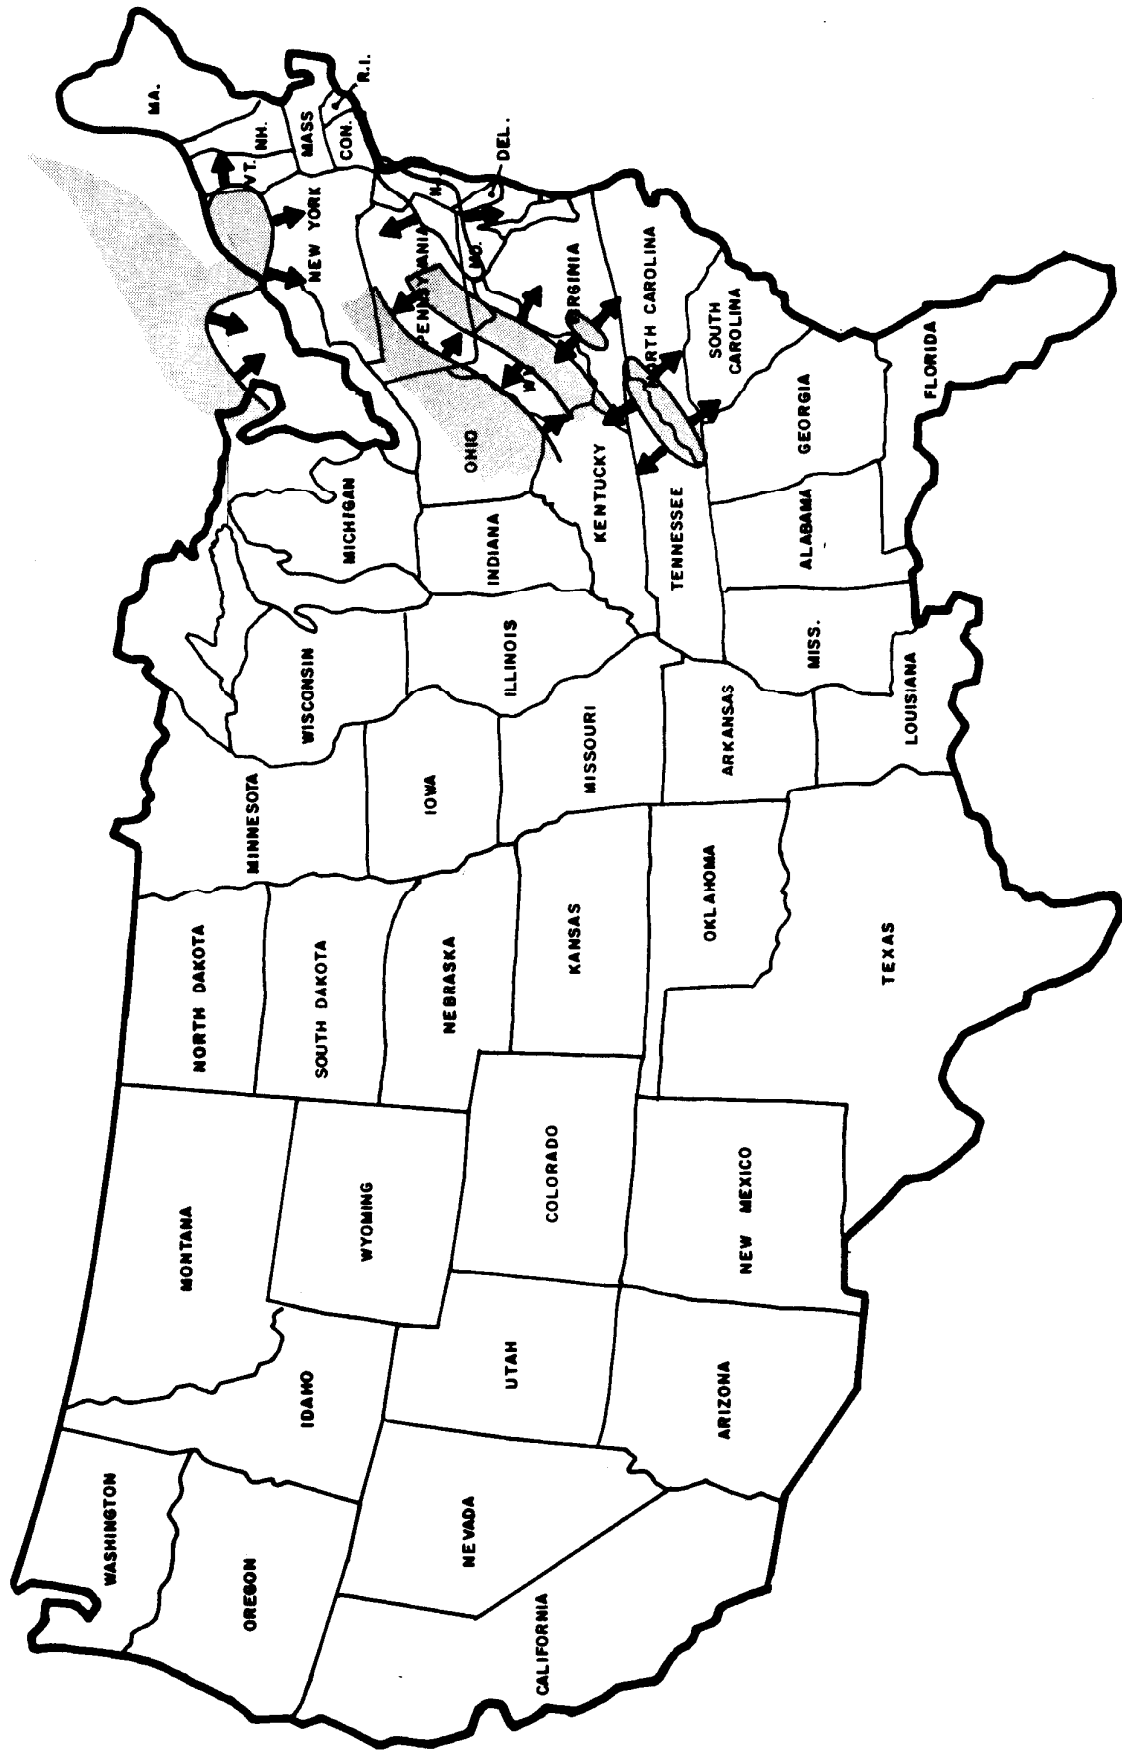 WASHINGTON
OREGON
CALIFORNIA
NEVADA
IDAHO
MONTANA
WYOMING
UTAH
ARIZONA
COLORADO
NEW MEXICO
NORTH DAKOTA
SOUTH DAKOTA
NEBRASKA
KANSAS
OKLAHOMA
TEXAS
MINNESOTA
IOWA
MISSOURI
ARKANSAS
LOUISIANA
WISCONSIN
ILLINOIS
MISS.
MICHIGAN
INDIANA
KENTUCKY
TENNESSEE
ALABAMA
OHIO
GEORGIA
FLORIDA
SOUTH
CAROLINA
NORTH CAROLINA
VIRGINIA
PENNSYLVANIA
MD.
DEL.
NEW YORK
VT.
NH.
MASS
CON.
R.I.
MA.